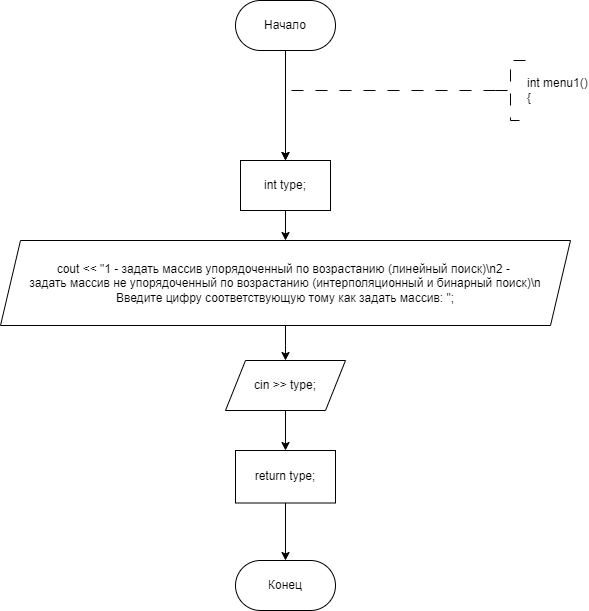 Начало
int menu1()
{
int type;
cout << "1 - задать массив упорядоченный по возрастанию (линейный поиск)\n2 -
задать массив не упорядоченный по возрастанию (интерполяционный и бинарный поиск)\n
Введите цифру соответствующую тому как задать массив: ";
cin >> type;
return type;
Конец